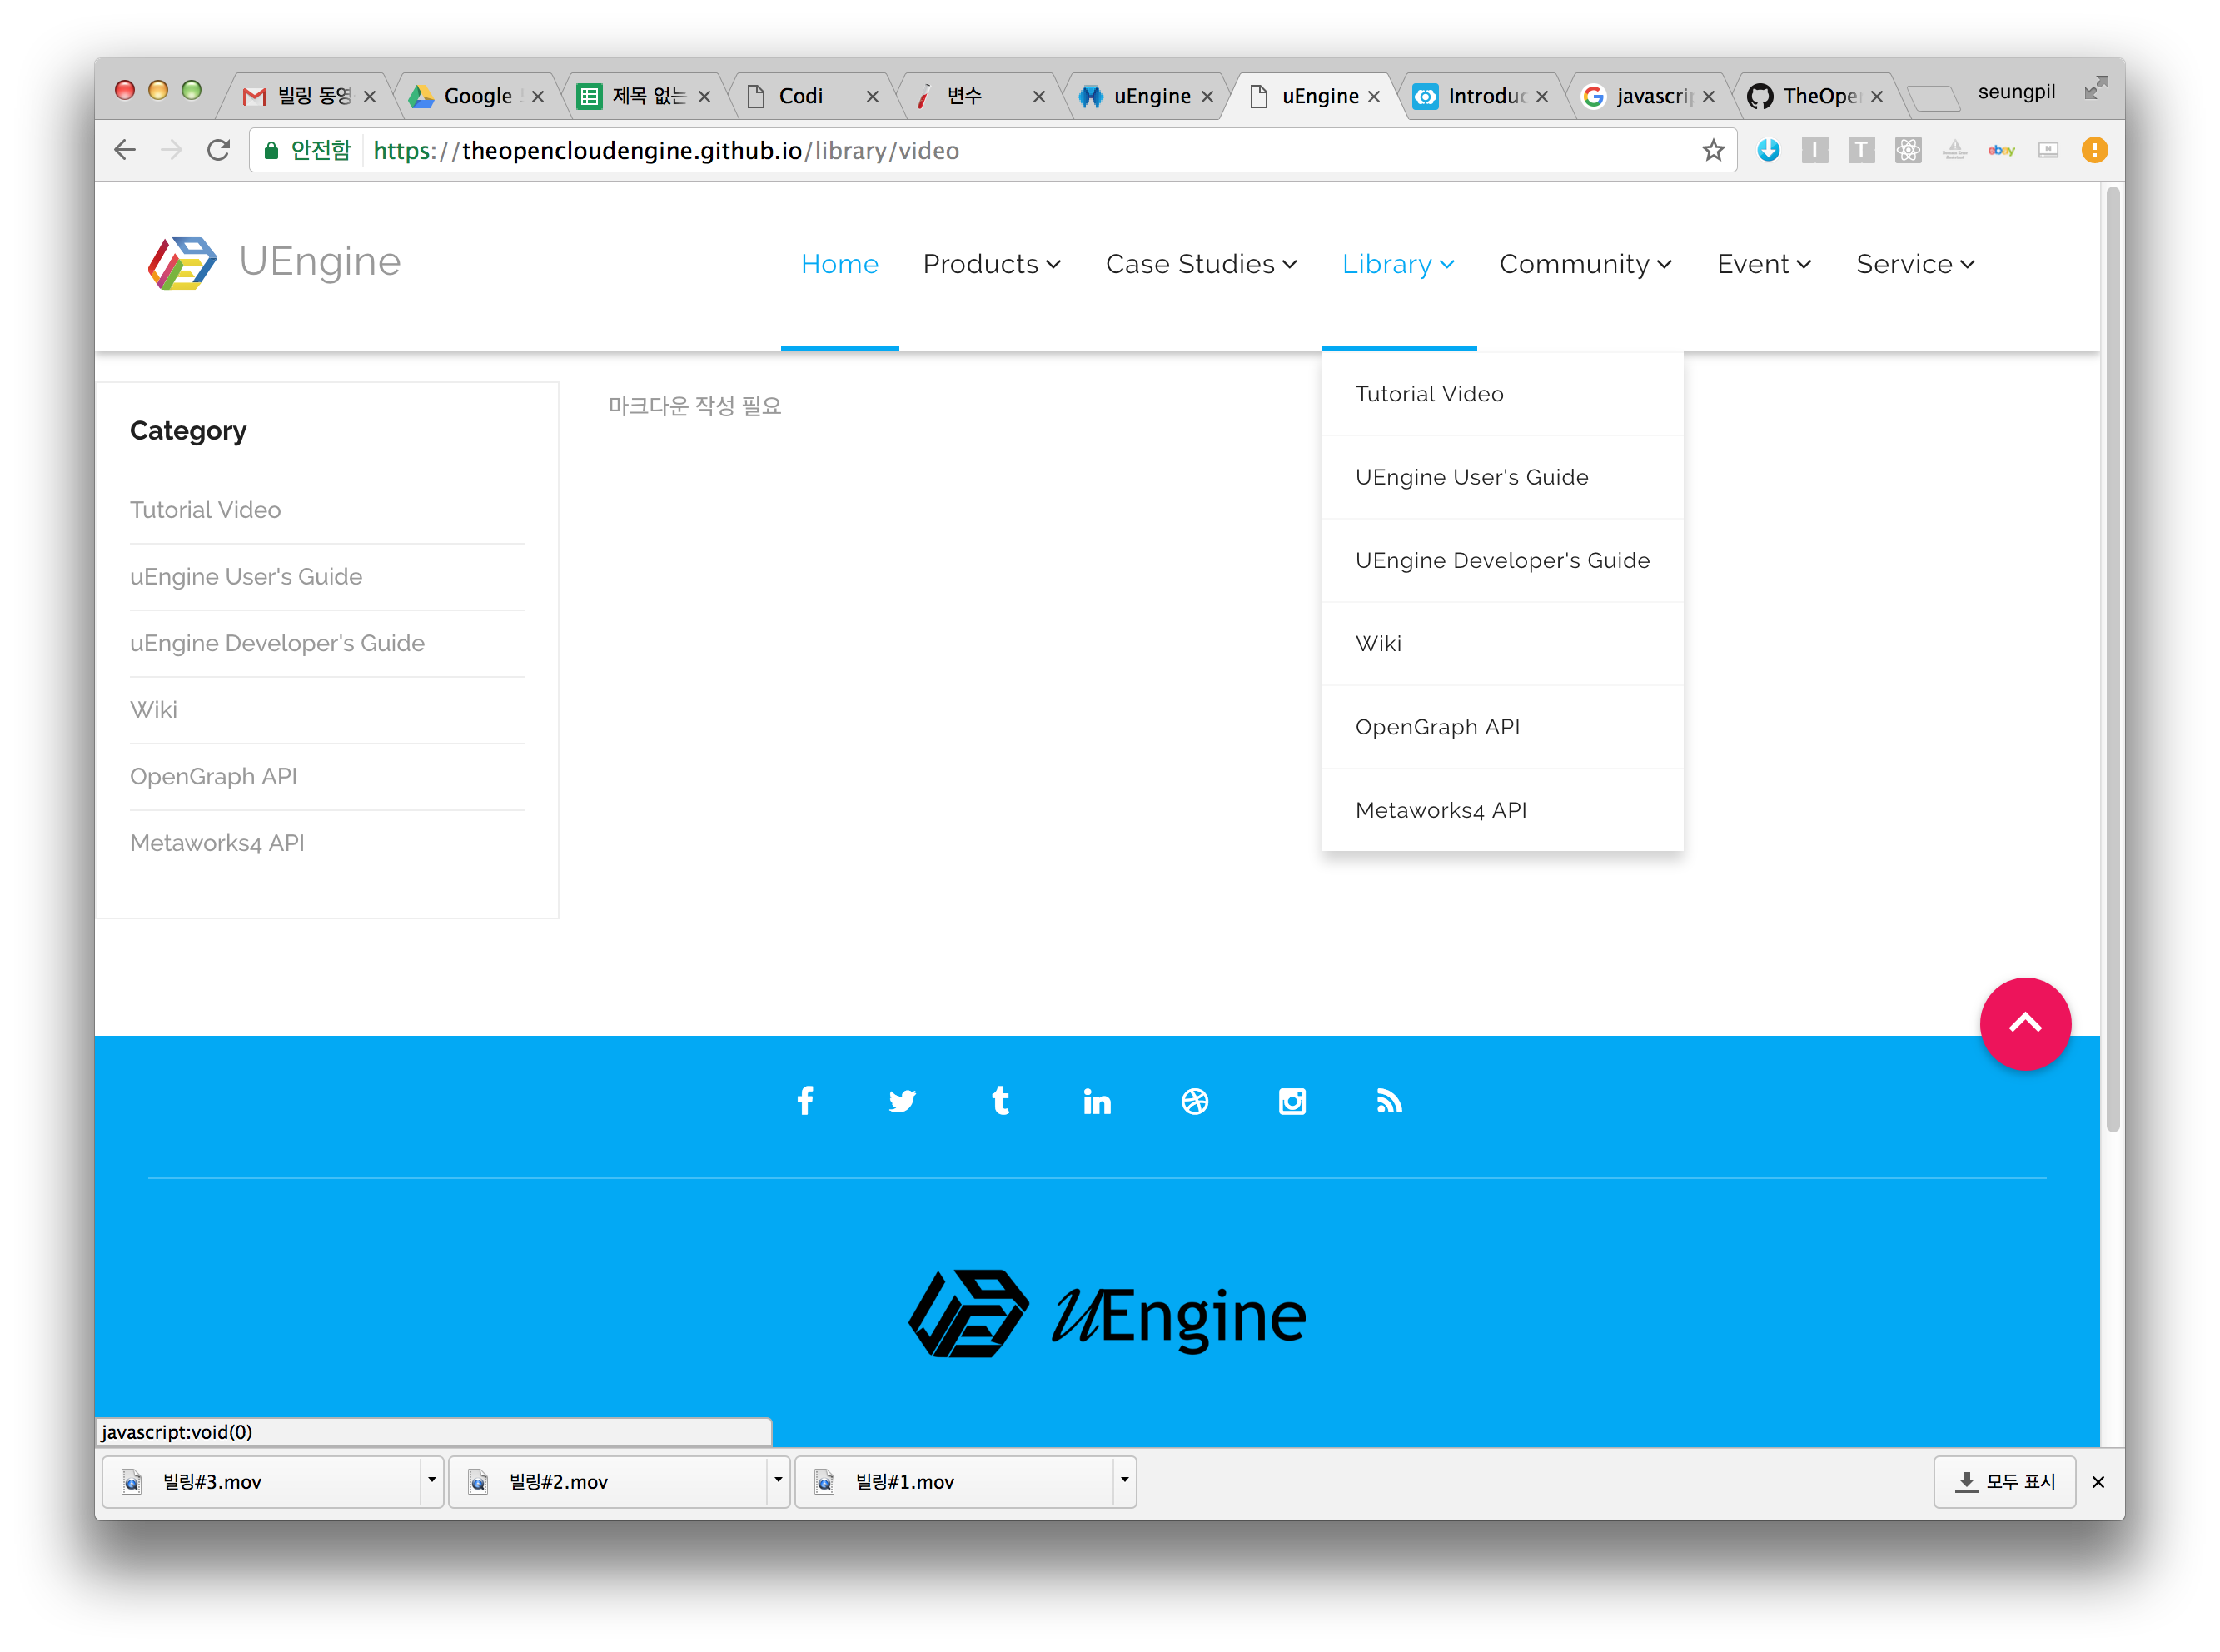 빌링 동영
Google
제목 없는
Codi
변수
uEngine
uEngine
Introduc
javascri
TheOpe
seungpil
안전함 https://theopencloudengine.github.io/library/video
I
T
ebay
N
UEngine
Home
Products
Case Studies
Library
Community
Event
Service
Category
Tutorial Video
uEngine User's Guide
uEngine Developer's Guide
Wiki
OpenGraph API
Metaworks4 API
마크다운 작성 필요
Tutorial Video
UEngine User's Guide
UEngine Developer's Guide
Wiki
OpenGraph API
Metaworks4 API
UEngine
javascript:void(0)
빌링#3.mov
빌링#2.mov
빌링#1.mov
모두 표시